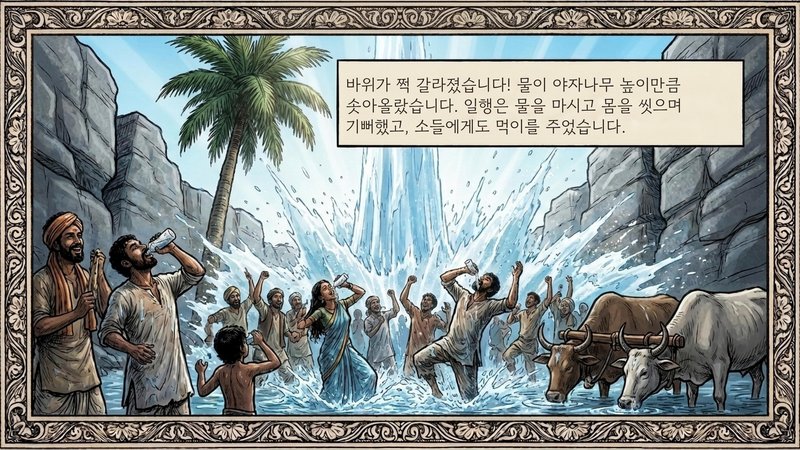 바위가 쩍 갈라졌습니다! 물이 야자나무 높이만큼
솟아올랐습니다. 일행은 물을 마시고 몸을 씻으며
기뻐했고, 소들에게도 먹이를 주었습니다.